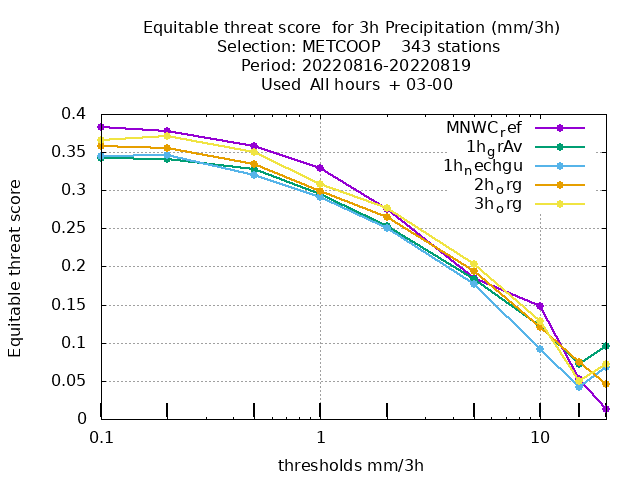 Equitable threat score  for 3h Precipitation (mm/3h)
Selection: METCOOP    343 stations
Period: 20220816-20220819
Used  All hours  + 03-00
MNWC_ref
1h_grAv
1h_nechgu
2h_org
3h_org
0.4
0.35
0.3
0.25
0.2
0.15
0.1
0.05
0
Equitable threat score
0.1 1 10
thresholds mm/3h